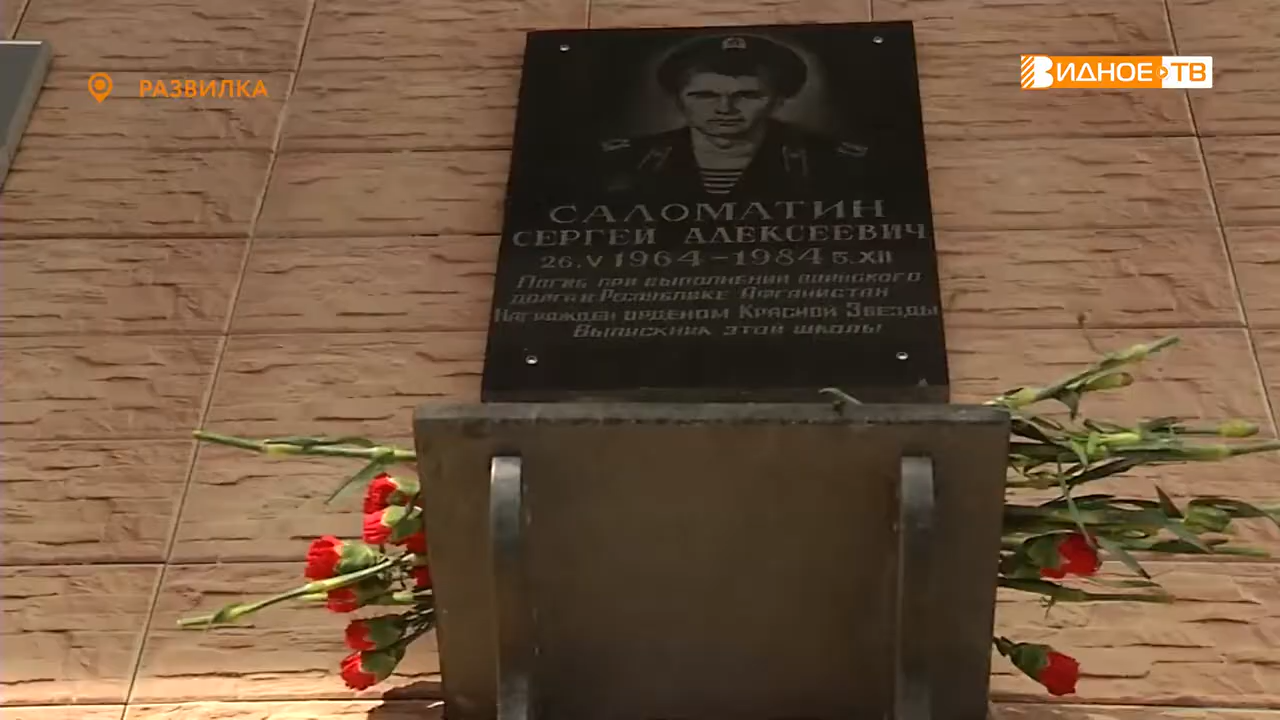 РАЗВИЛКА
ВИДНОЕ ТВ
САЛОМАТИН
СЕРГЕЙ АЛЕКСЕЕВИЧ
26.V 1964-1984 5.XII
Погиб при выполнении воинского
долга в Республике Афганистан
Награжден орденом Красной Звезды
Выпускник этой школы